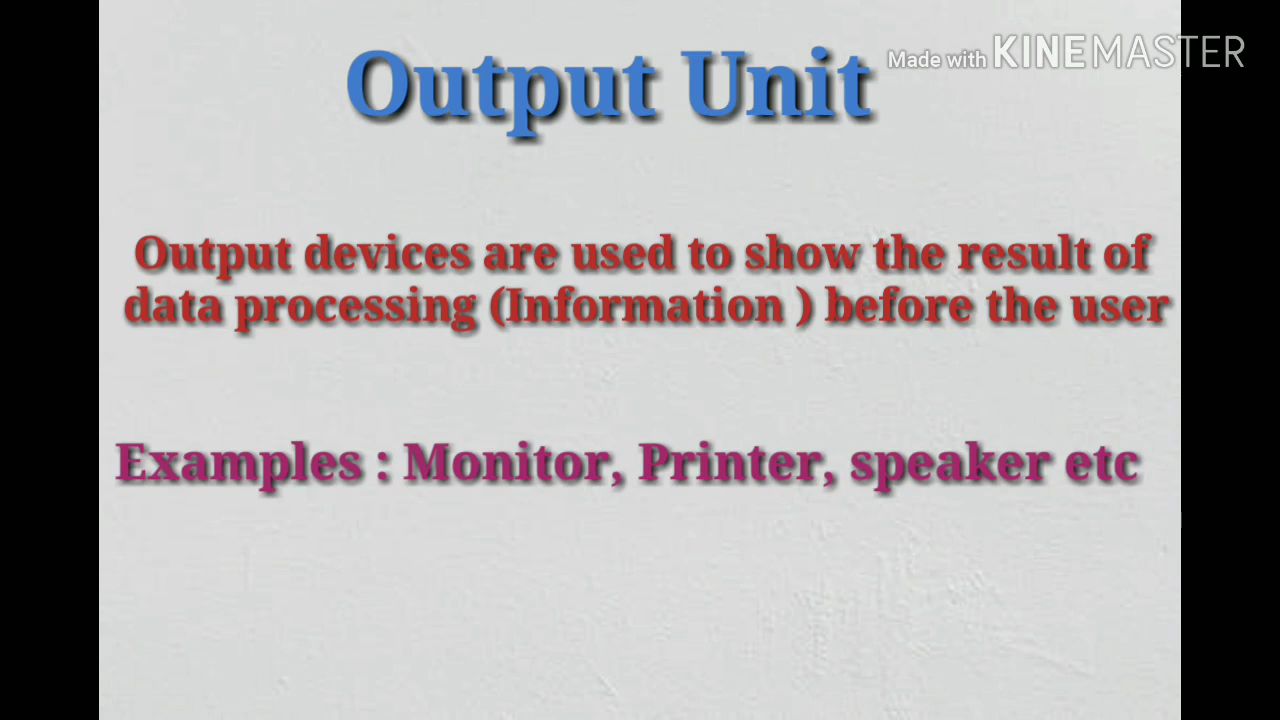 Output Unit
Made with KINEMASTER
Output devices are used to show the result of
data processing (Information ) before the user
Examples : Monitor, Printer, speaker etc